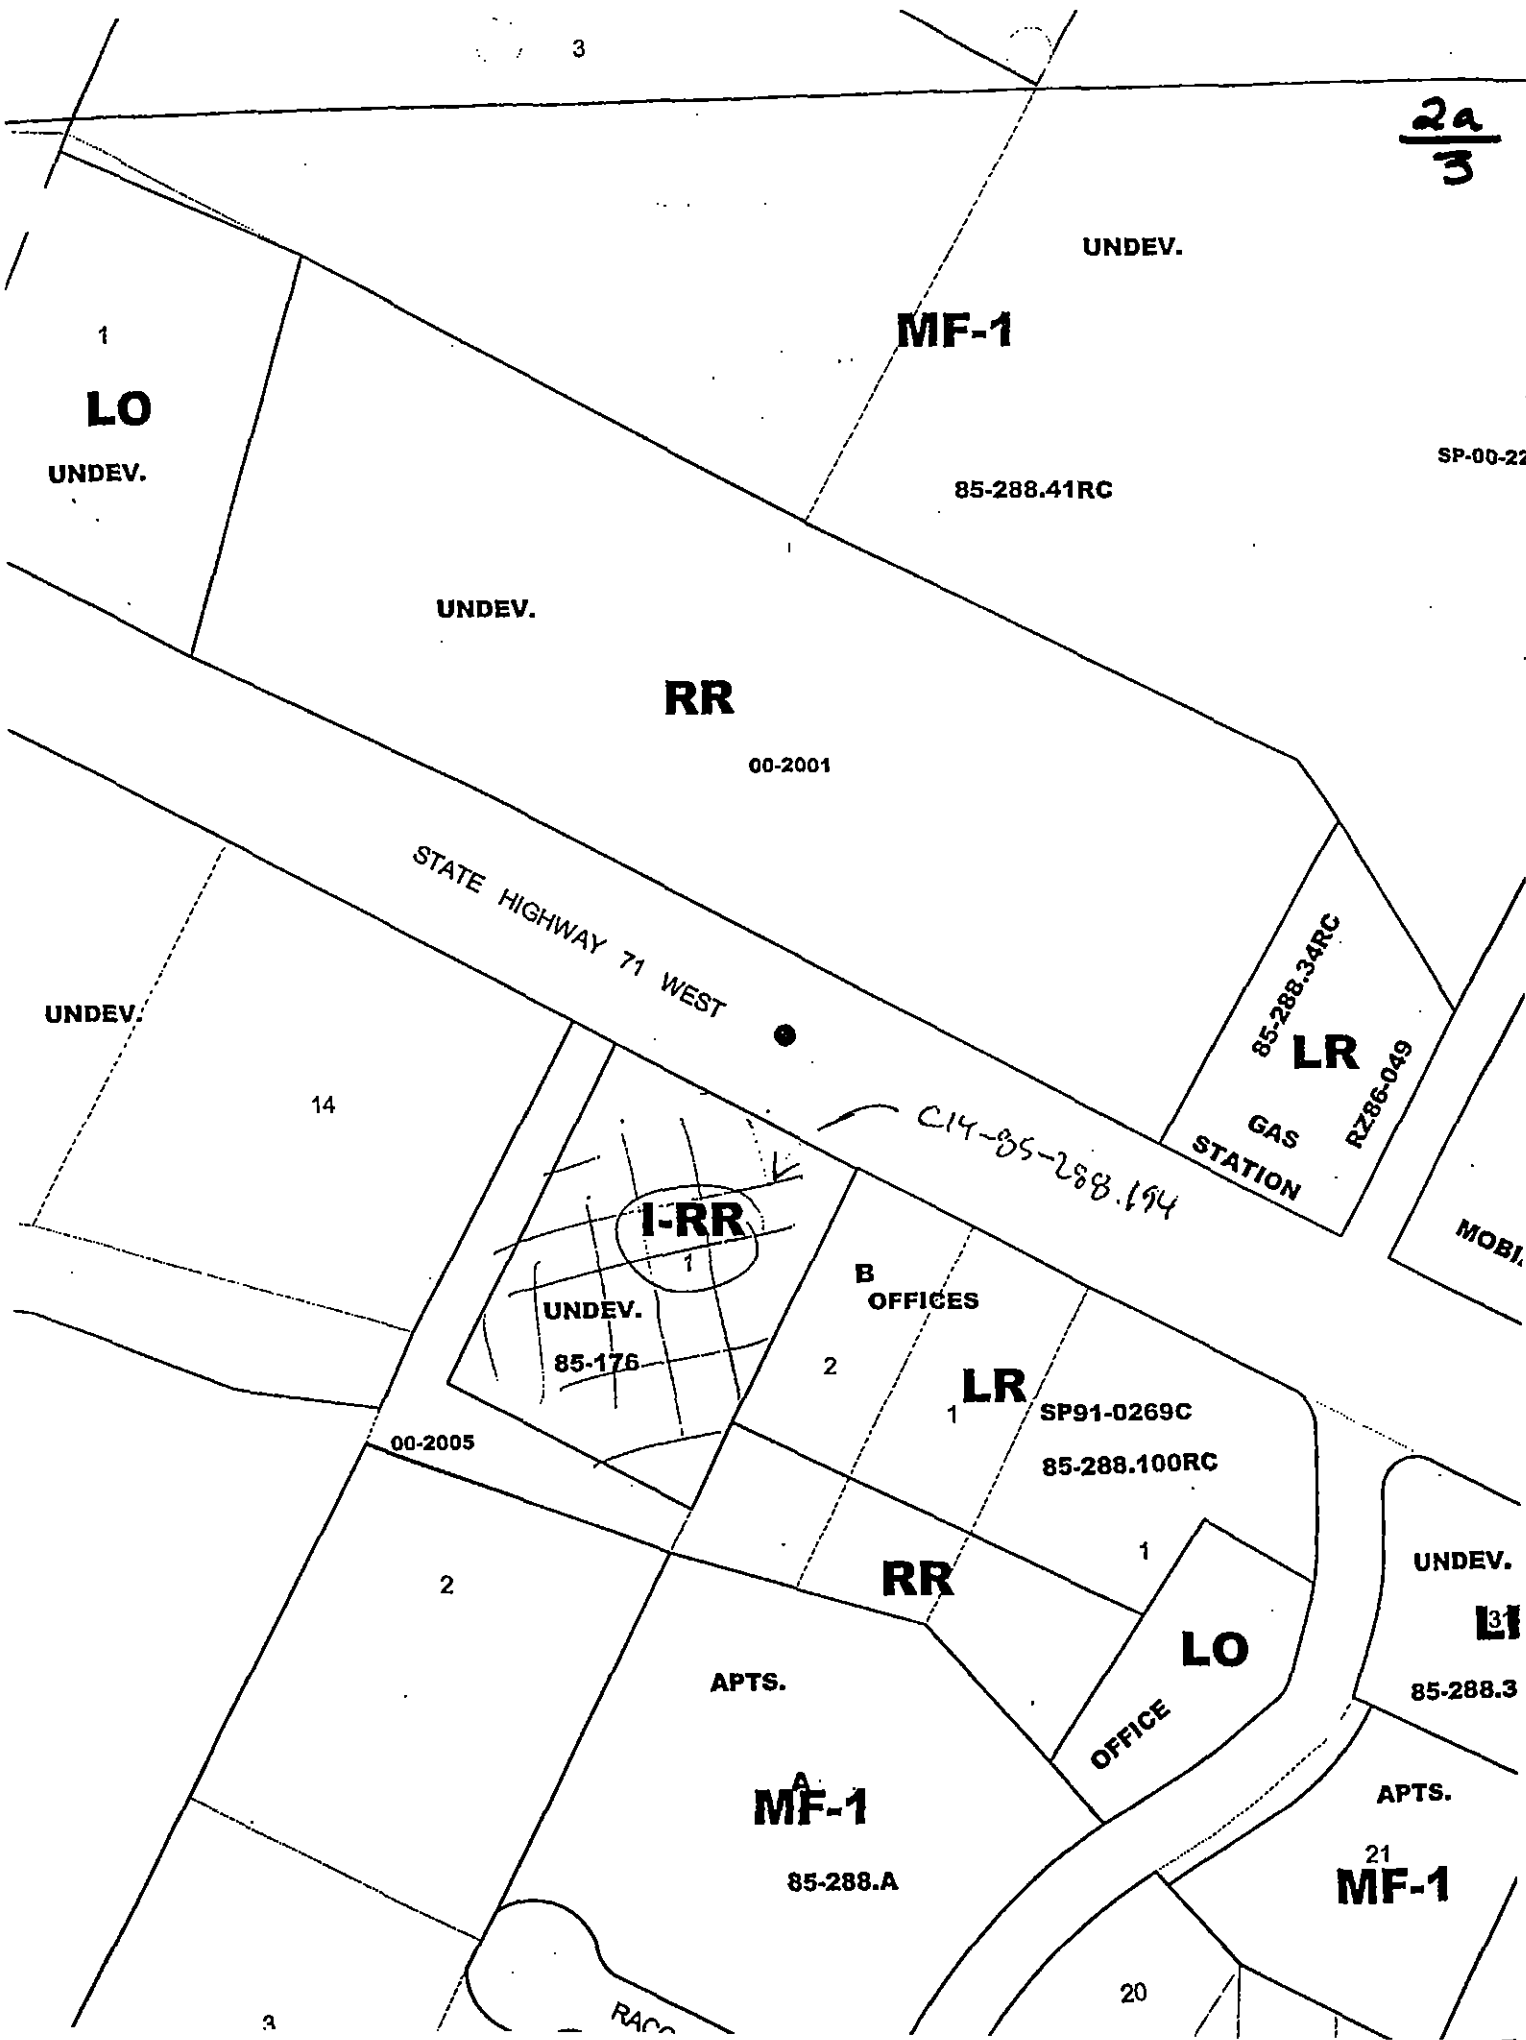 3
2a
3
UNDEV.
MF-1
1
LO
UNDEV.
SP-00-22
85-288.41RC
UNDEV.
RR
00-2001
STATE HIGHWAY 71 WEST
85-288.34RC
LR
RZ86-049
GAS
STATION
UNDEV.
14
C14-85-288.194
I-RR
1
UNDEV.
85-176
B
OFFICES
2
LR
1
SP91-0269C
85-288.100RC
MOBI
00-2005
1
RR
2
LO
OFFICE
UNDEV.
31
85-288.3
APTS.
A
MF-1
85-288.A
APTS.
21
MF-1
20
3
RACC